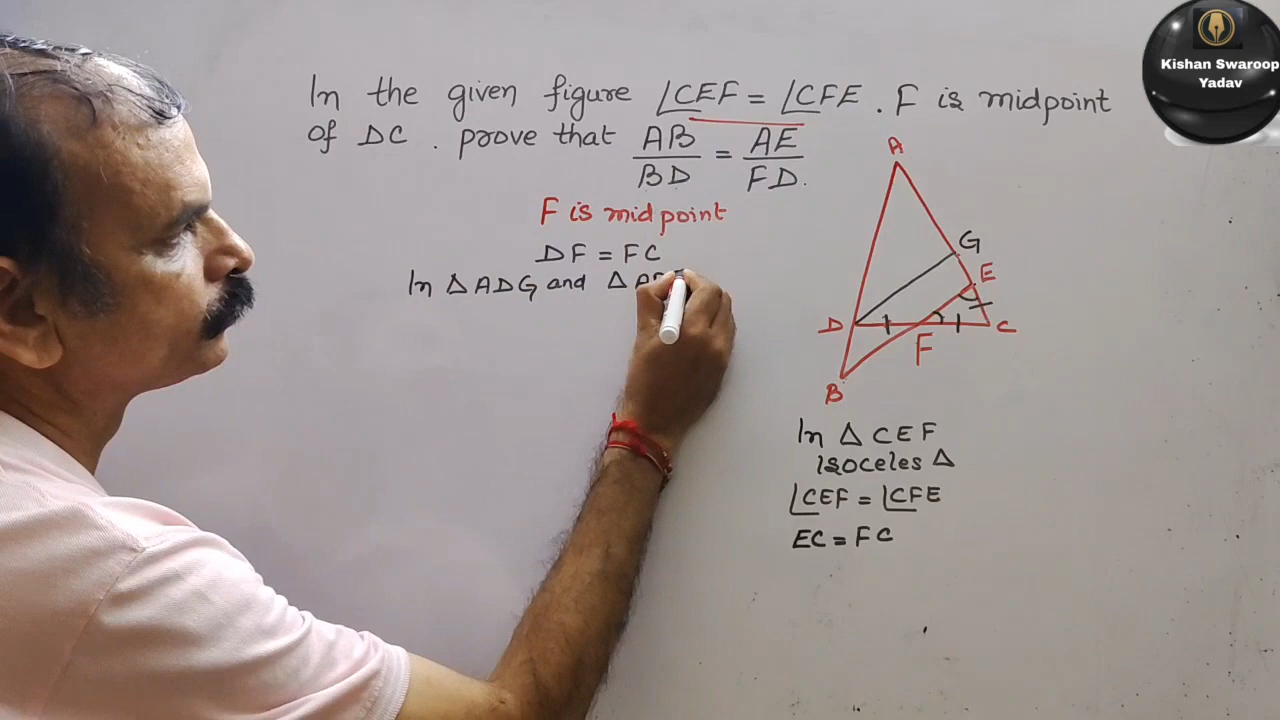 Kishan Swaroop
Yadav
In the given figure ∠CEF = ∠CFE . F is midpoint
of DC . prove that AB/BD = AE/FD.
F is midpoint
DF = FC
In △ADG and △A
A
G
E
D
C
F
B
In △ CEF
Isoceles △
∠CEF = ∠CFE
EC = FC